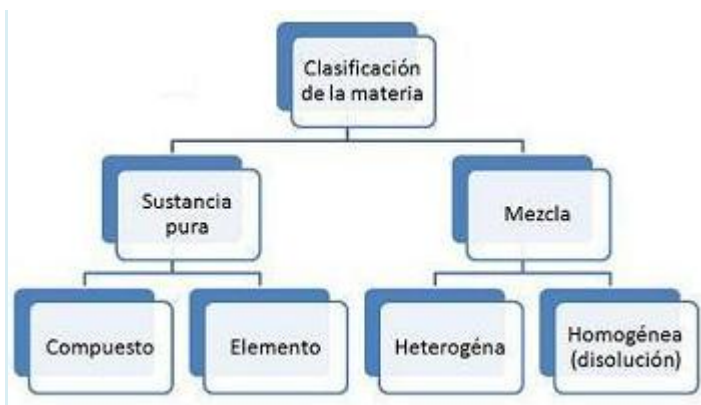 Clasificación
de la materia
Sustancia
pura
Mezcla
Compuesto
Elemento
Heterogéna
Homogénea
(disolución)